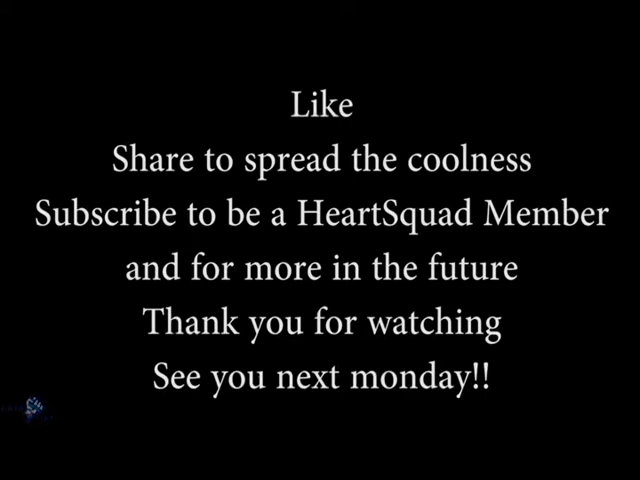 Like
Share to spread the coolness
Subscribe to be a HeartSquad Member
and for more in the future
Thank you for watching
See you next monday!!